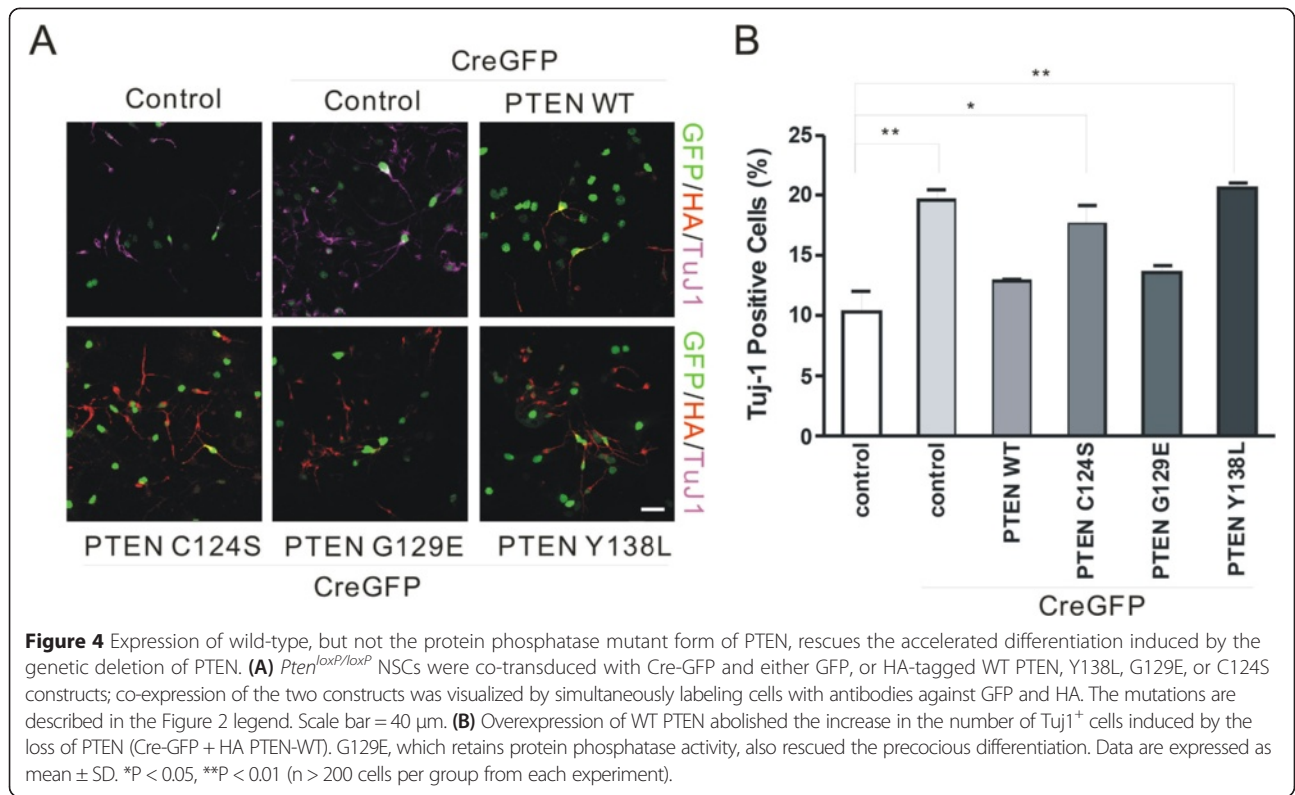 A
CreGFP
Control
Control
PTEN WT
GFP/HA/TuJ1
GFP/HA/TuJ1
PTEN C124S
PTEN G129E
PTEN Y138L
CreGFP
B
**
*
**
Tuj-1 Positive Cells (%)
25
20
15
10
5
0
control
control
PTEN WT
PTEN C124S
PTEN G129E
PTEN Y138L
CreGFP
Figure 4 Expression of wild-type, but not the protein phosphatase mutant form of PTEN, rescues the accelerated differentiation induced by the
genetic deletion of PTEN. (A) Pten^loxP/loxP NSCs were co-transduced with Cre-GFP and either GFP, or HA-tagged WT PTEN, Y138L, G129E, or C124S
constructs; co-expression of the two constructs was visualized by simultaneously labeling cells with antibodies against GFP and HA. The mutations are
described in the Figure 2 legend. Scale bar = 40 μm. (B) Overexpression of WT PTEN abolished the increase in the number of Tuj1⁺ cells induced by the
loss of PTEN (Cre-GFP + HA PTEN-WT). G129E, which retains protein phosphatase activity, also rescued the precocious differentiation. Data are expressed as
mean ± SD. *P < 0.05, **P < 0.01 (n > 200 cells per group from each experiment).